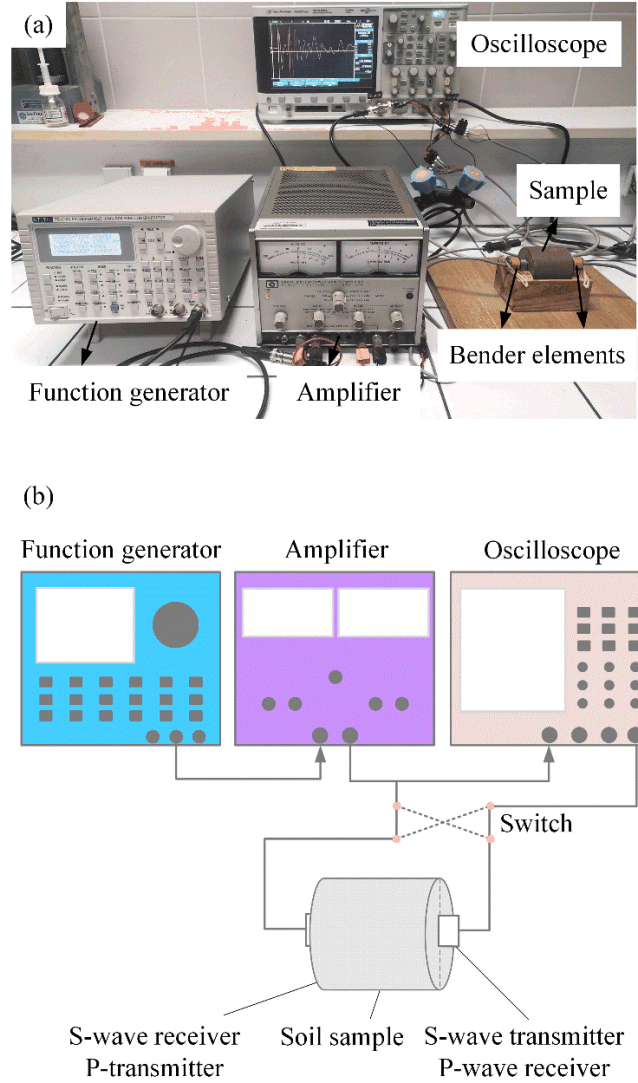 (a)
Oscilloscope
Sample
Bender elements
Function generator
Amplifier
(b)
Function generator
Amplifier
Oscilloscope
Switch
S-wave receiver
P-transmitter
Soil sample
S-wave transmitter
P-wave receiver